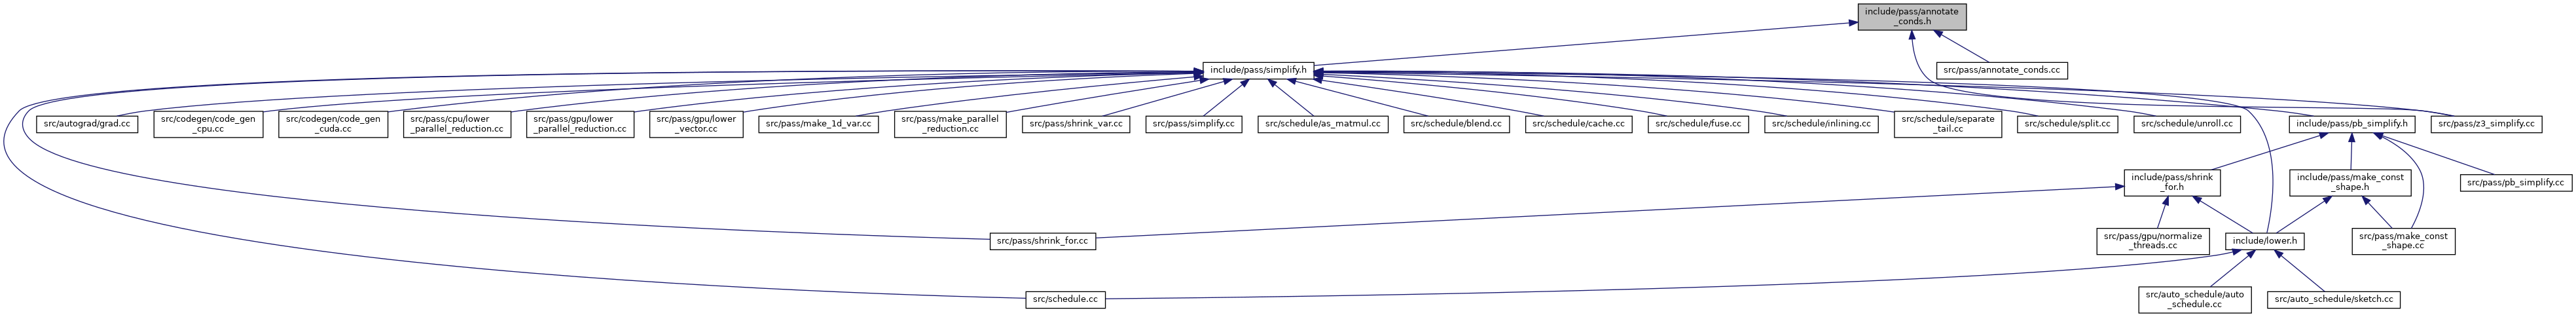 include/pass/annotate
_conds.h
include/pass/simplify.h
src/pass/annotate_conds.cc
src/autograd/grad.cc
src/codegen/code_gen
_cpu.cc
src/codegen/code_gen
_cuda.cc
src/pass/cpu/lower
_parallel_reduction.cc
src/pass/gpu/lower
_parallel_reduction.cc
src/pass/gpu/lower
_vector.cc
src/pass/make_1d_var.cc
src/pass/make_parallel
_reduction.cc
src/pass/shrink_var.cc
src/pass/simplify.cc
src/schedule/as_matmul.cc
src/schedule/blend.cc
src/schedule/cache.cc
src/schedule/fuse.cc
src/schedule/inlining.cc
src/schedule/separate
_tail.cc
src/schedule/split.cc
src/schedule/unroll.cc
include/pass/pb_simplify.h
src/pass/z3_simplify.cc
include/pass/shrink
_for.h
include/pass/make_const
_shape.h
src/pass/pb_simplify.cc
src/pass/shrink_for.cc
src/pass/gpu/normalize
_threads.cc
include/lower.h
src/pass/make_const
_shape.cc
src/schedule.cc
src/auto_schedule/auto
_schedule.cc
src/auto_schedule/sketch.cc